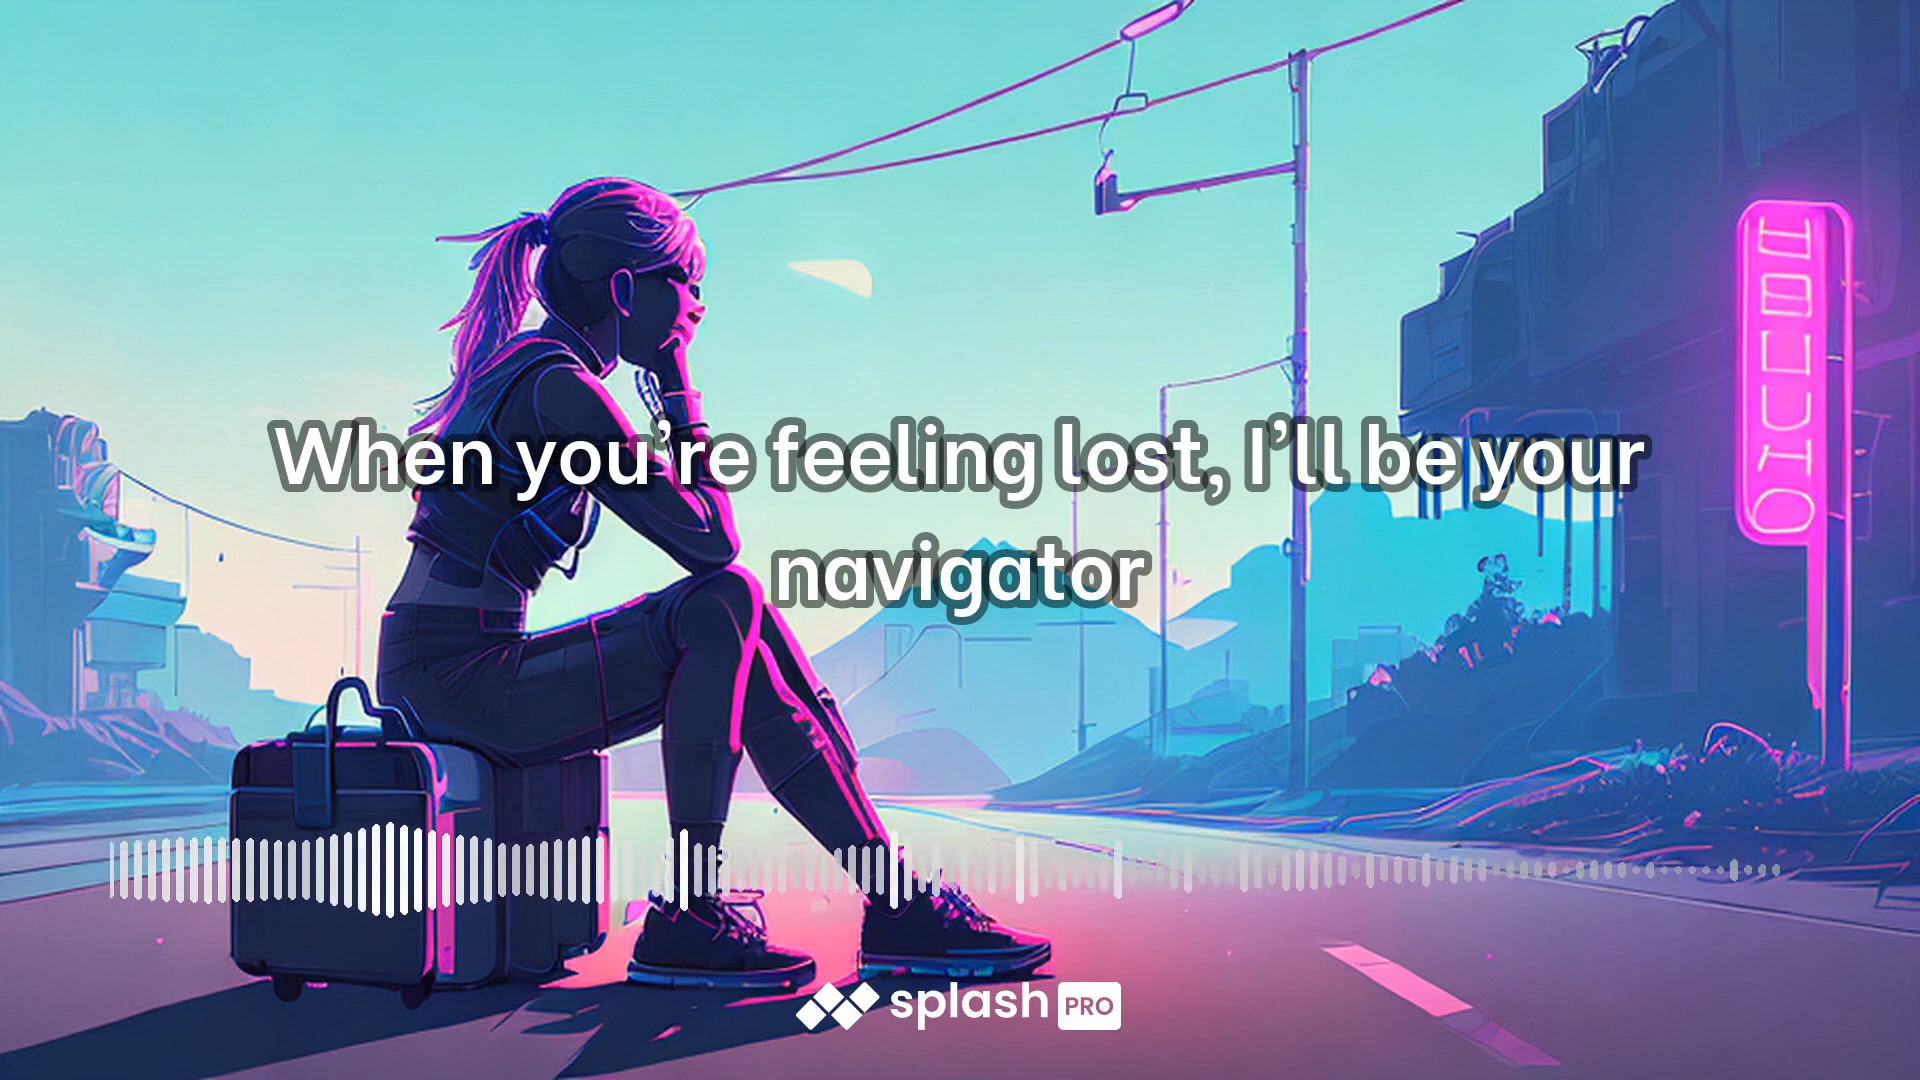 When you’re feeling lost, I’ll be your
navigator
splash PRO